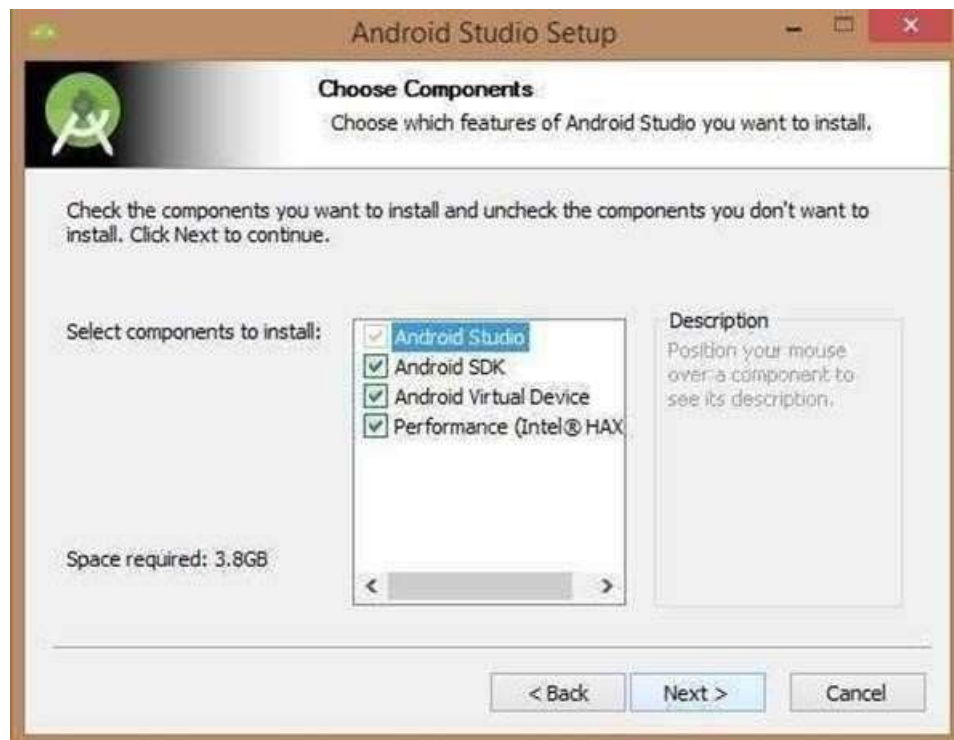 Android Studio Setup
Choose Components
Choose which features of Android Studio you want to install.
Check the components you want to install and uncheck the components you don't want to
install. Click Next to continue.
Select components to install:
Android Studio
Android SDK
Android Virtual Device
Performance (Intel® HAX
Description
Position your mouse
over a component to
see its description.
Space required: 3.8GB
< Back
Next >
Cancel